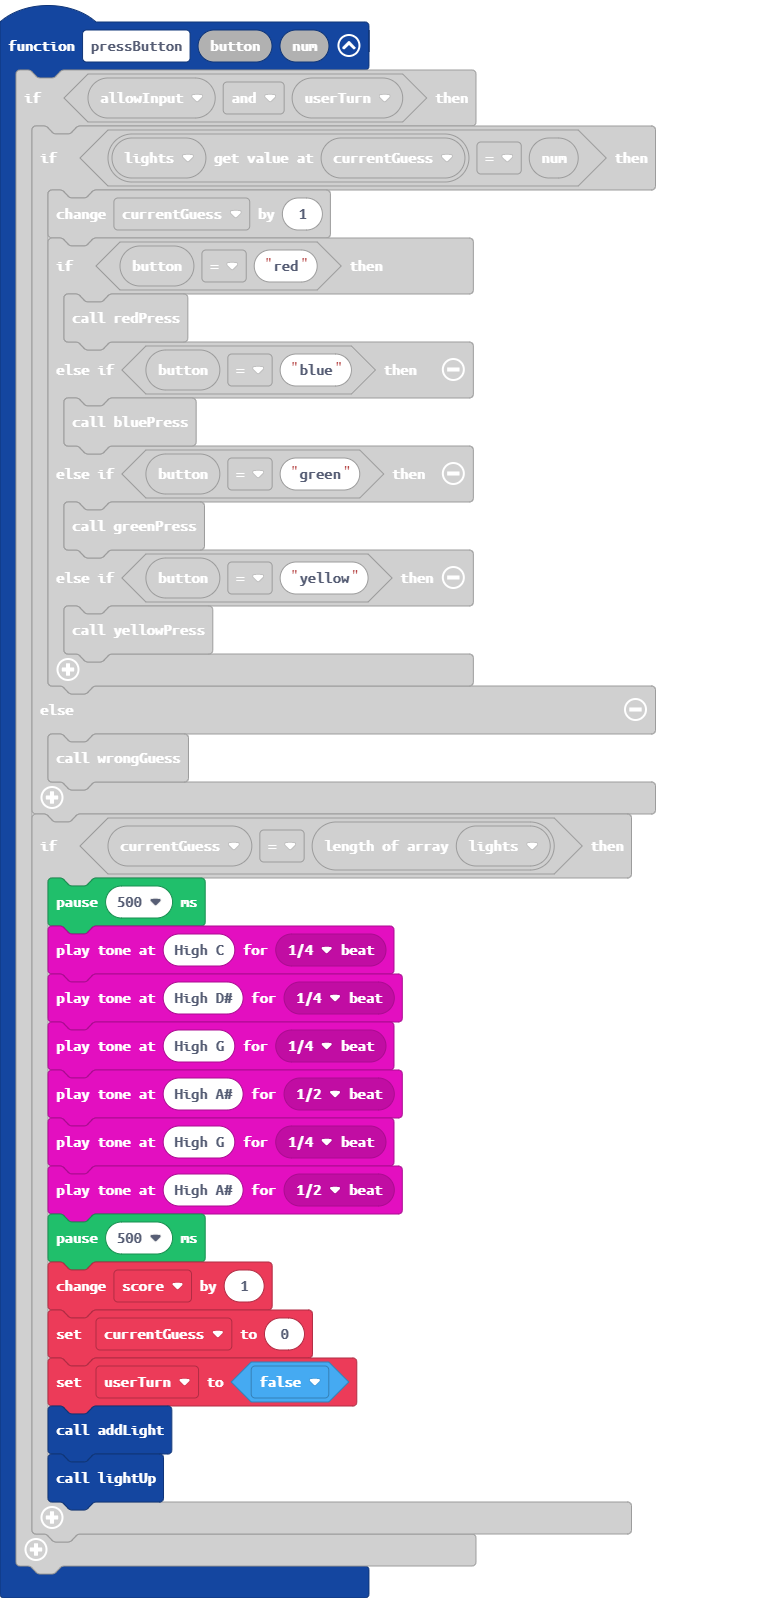 function pressButton button num
if allowInput and userTurn then
if lights get value at currentGuess = num then
change currentGuess by 1
if button = "red" then
call redPress
else if button = "blue" then
call bluePress
else if button = "green" then
call greenPress
else if button = "yellow" then
call yellowPress
else
call wrongGuess
if currentGuess = length of array lights then
pause 500 ms
play tone at High C for 1/4 beat
play tone at High D# for 1/4 beat
play tone at High G for 1/4 beat
play tone at High A# for 1/2 beat
play tone at High G for 1/4 beat
play tone at High A# for 1/2 beat
pause 500 ms
change score by 1
set currentGuess to 0
set userTurn to false
call addLight
call lightUp